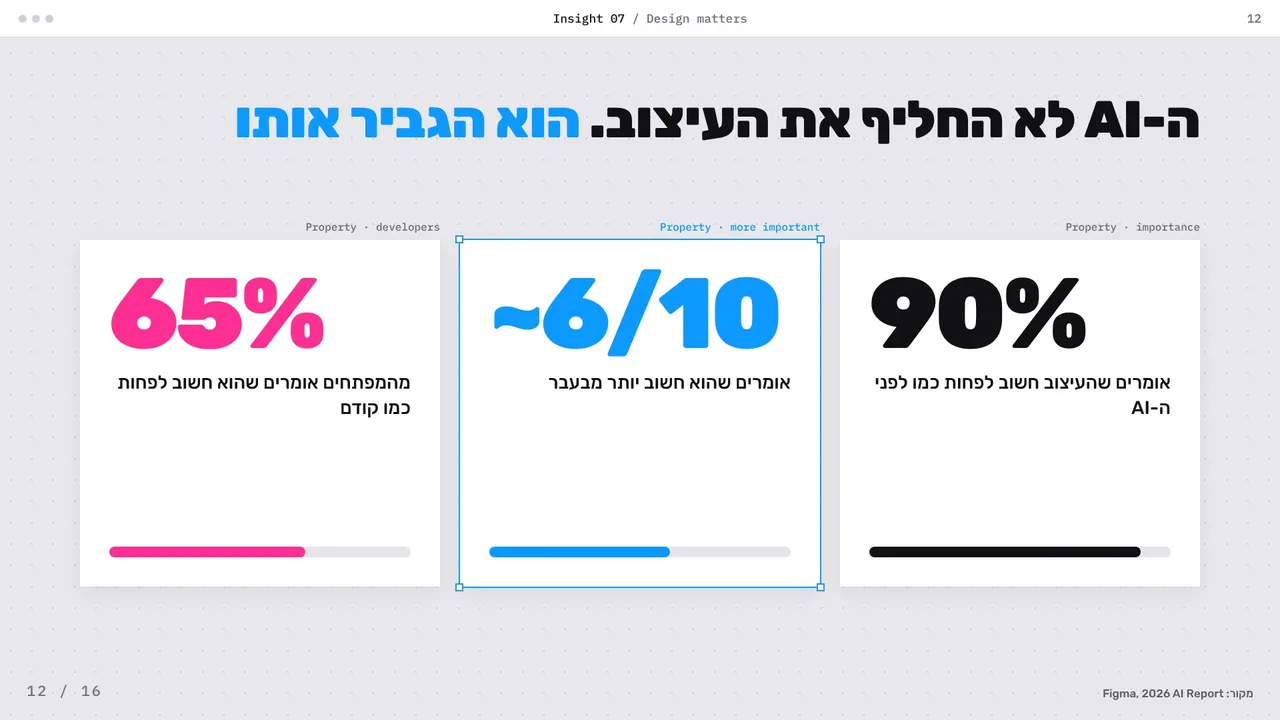 Insight 07 / Design matters
12
ה-AI לא החליף את העיצוב. הוא הגביר אותו
Property · importance
90%
אומרים שהעיצוב חשוב לפחות כמו לפני
ה-AI
Property · more important
~6/10
אומרים שהוא חשוב יותר מבעבר
Property · developers
65%
מהמפתחים אומרים שהוא חשוב לפחות
כמו קודם
מקור: Figma, 2026 AI Report
12 / 16